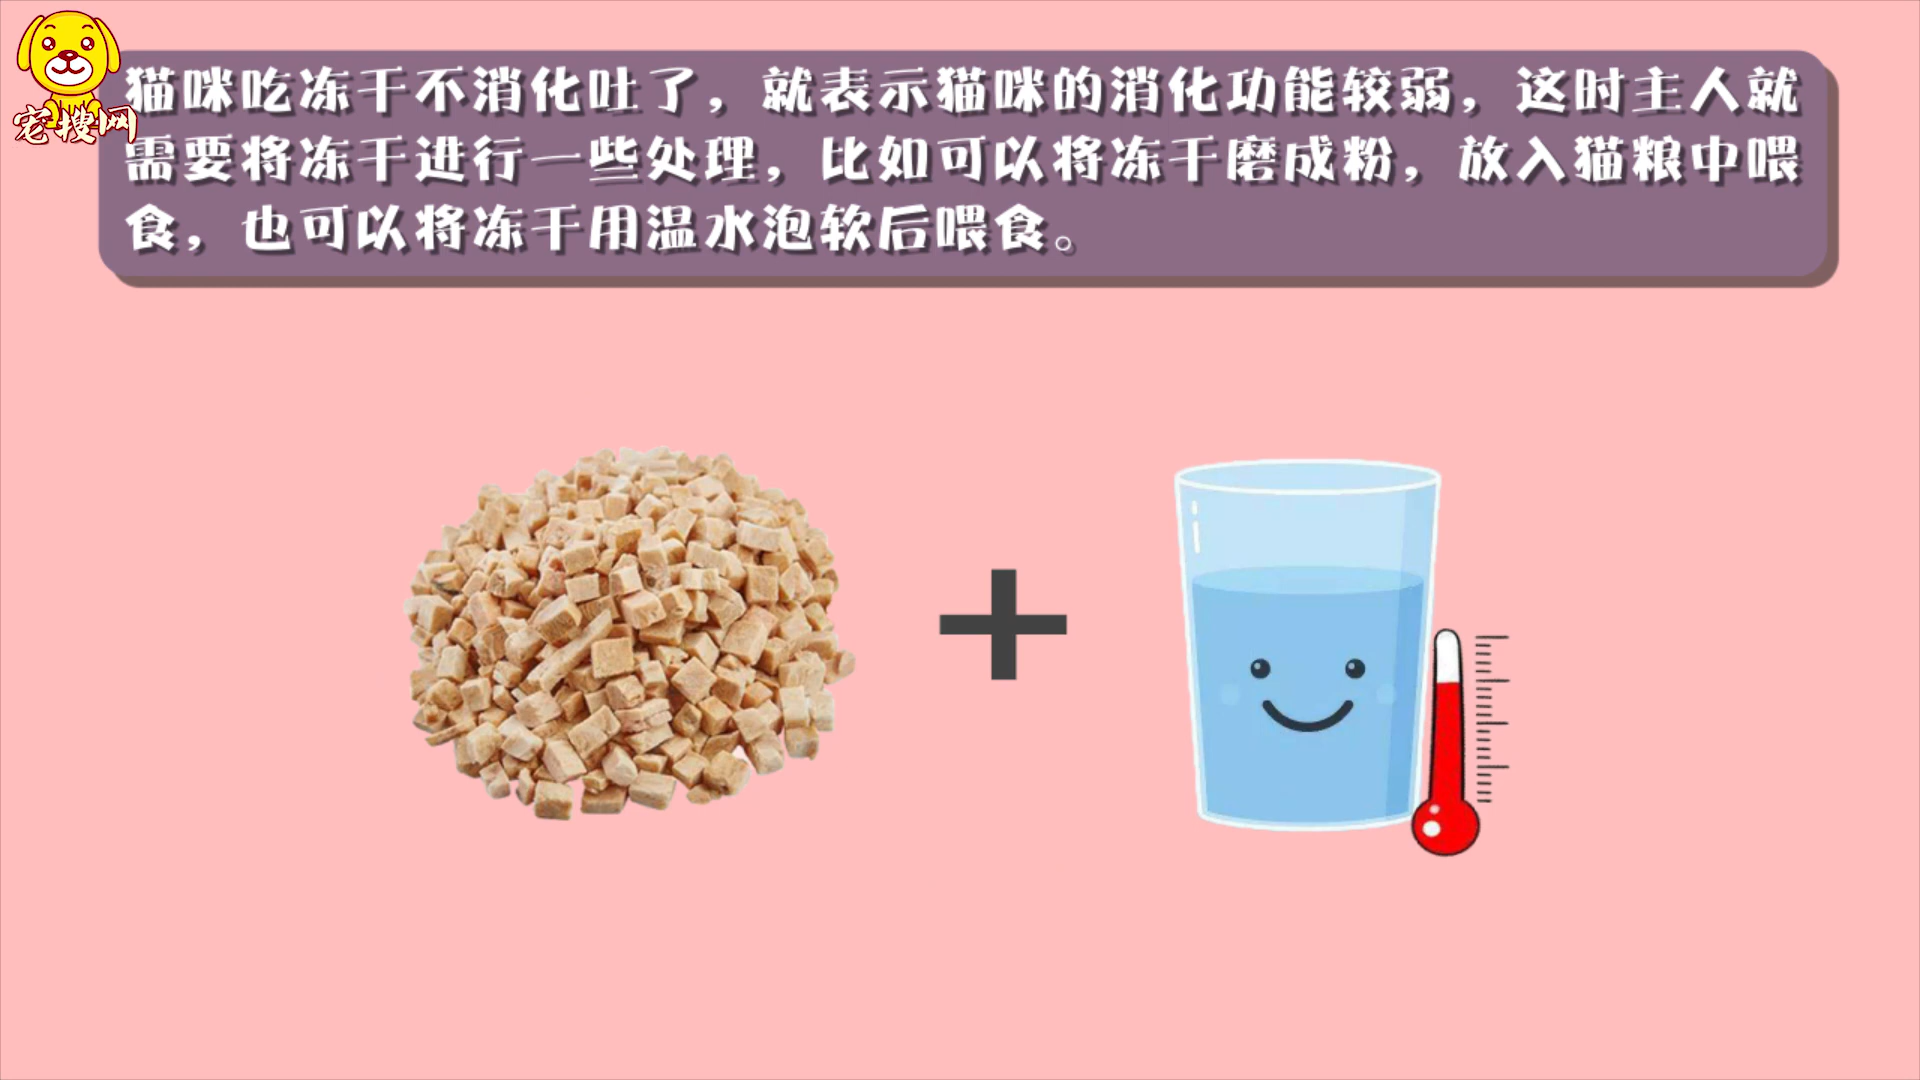 宠搜网
猫咪吃冻干不消化吐了，就表示猫咪的消化功能较弱，这时主人就
需要将冻干进行一些处理，比如可以将冻干磨成粉，放入猫粮中喂
食，也可以将冻干用温水泡软后喂食。